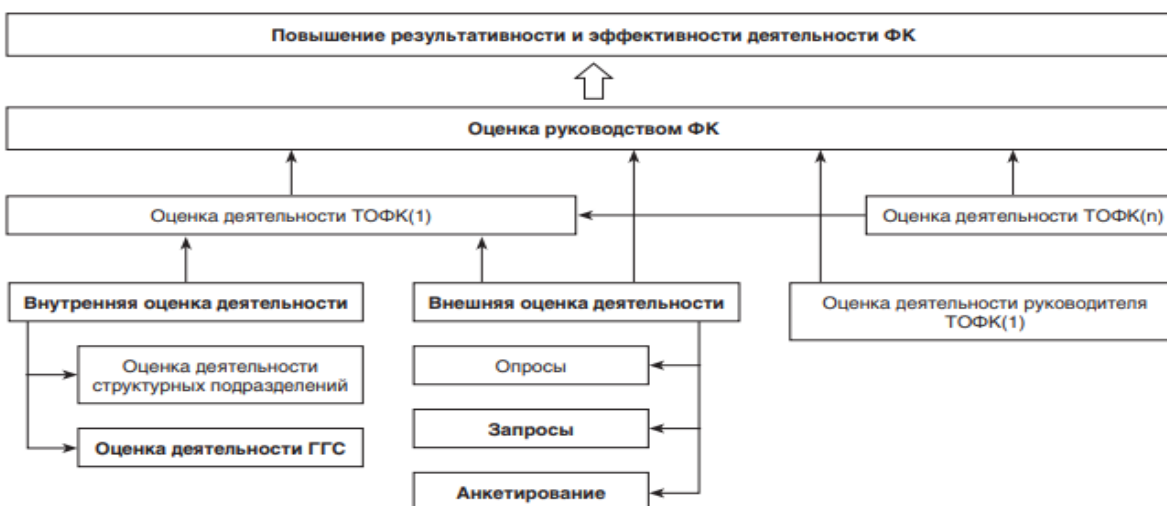 Повышение результативности и эффективности деятельности ФК
Оценка руководством ФК
Оценка деятельности ТОФК(1)
Оценка деятельности ТОФК(n)
Внутренняя оценка деятельности
Внешняя оценка деятельности
Оценка деятельности руководителя
ТОФК(1)
Оценка деятельности
структурных подразделений
Опросы
Оценка деятельности ГГС
Запросы
Анкетирование